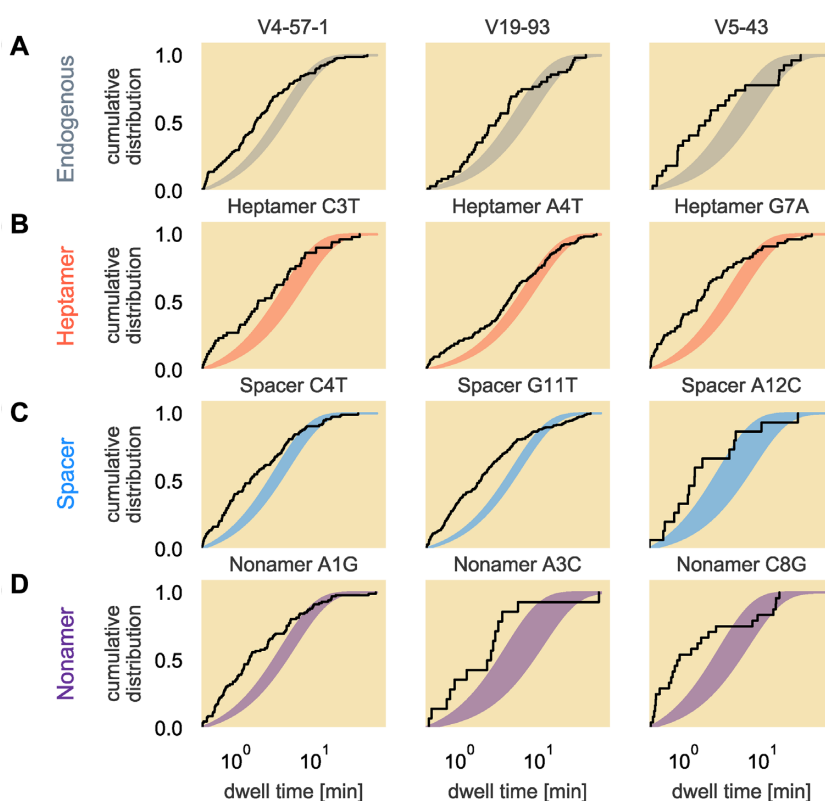 V4-57-1 V19-93 V5-43
A
Endogenous
cumulative
distribution
1.0
0.5
0.0
Heptamer C3T Heptamer A4T Heptamer G7A
B
Heptamer
cumulative
distribution
1.0
0.5
0.0
Spacer C4T Spacer G11T Spacer A12C
C
Spacer
cumulative
distribution
1.0
0.5
0.0
Nonamer A1G Nonamer A3C Nonamer C8G
D
Nonamer
cumulative
distribution
1.0
0.5
0.0
10⁰ 10¹ 10⁰ 10¹ 10⁰ 10¹
dwell time [min] dwell time [min] dwell time [min]